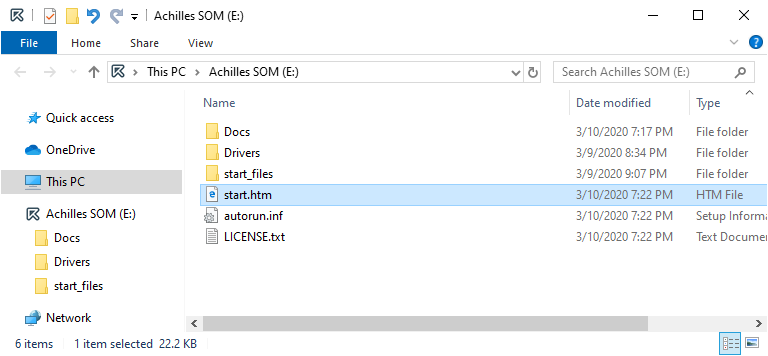 Achilles SOM (E:)
File Home Share View
This PC Achilles SOM (E:) Search Achilles SOM (E:)
Quick access
OneDrive
This PC
Achilles SOM (E:)
Docs
Drivers
start_files
Network
Name Date modified Type
Docs 3/10/2020 7:17 PM File folder
Drivers 3/9/2020 8:34 PM File folder
start_files 3/9/2020 9:07 PM File folder
start.htm 3/10/2020 7:22 PM HTM File
autorun.inf 3/10/2020 7:22 PM Setup Informa
LICENSE.txt 3/10/2020 7:22 PM Text Docume
6 items 1 item selected 22.2 KB